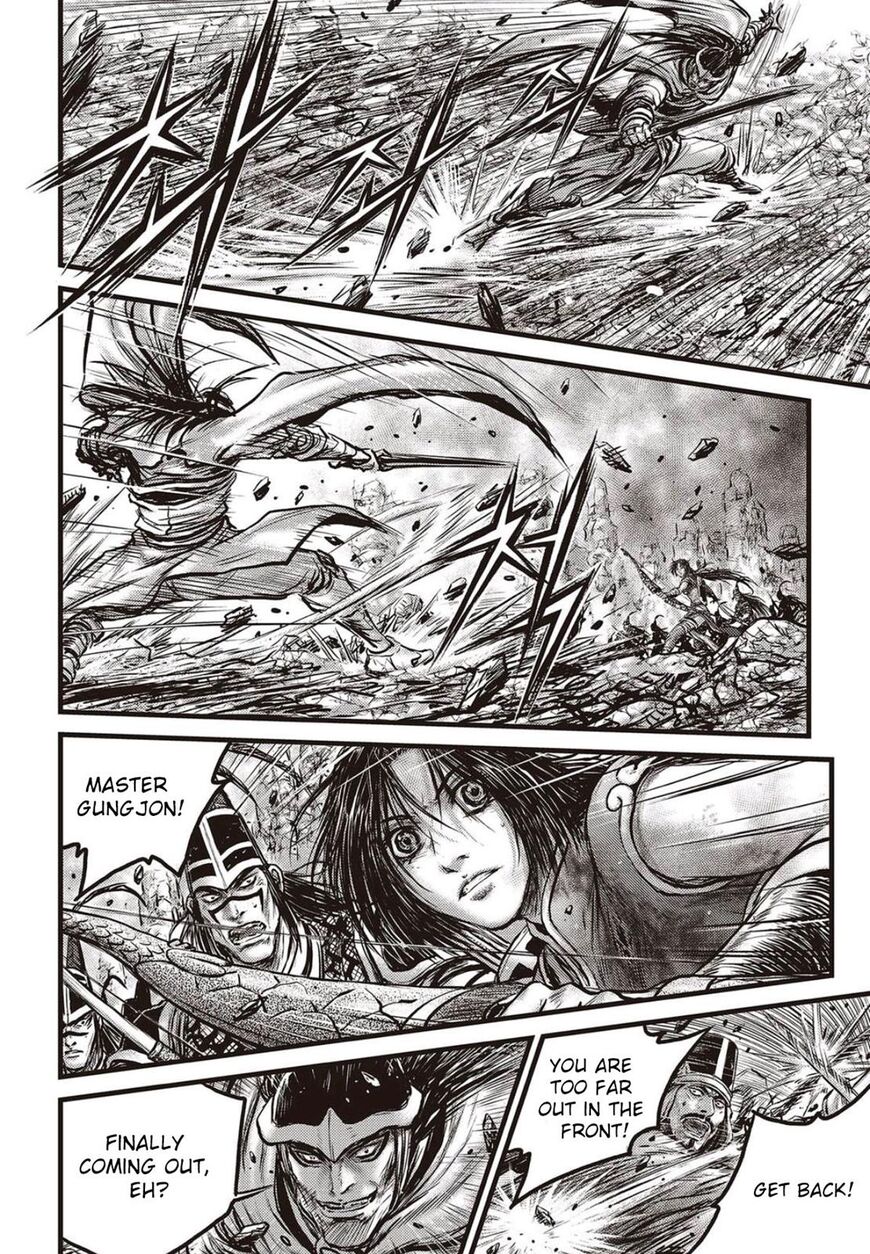 MASTER
GUNGJON!
FINALLY
COMING OUT,
EH?
YOU ARE
TOO FAR
OUT IN THE
FRONT!
GET BACK!